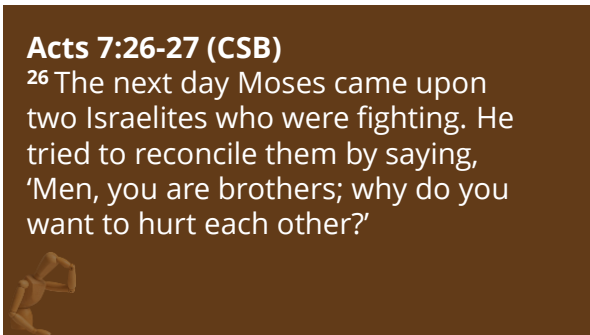 Acts 7:26-27 (CSB)
26 The next day Moses came upon
two Israelites who were fighting. He
tried to reconcile them by saying,
‘Men, you are brothers; why do you
want to hurt each other?’